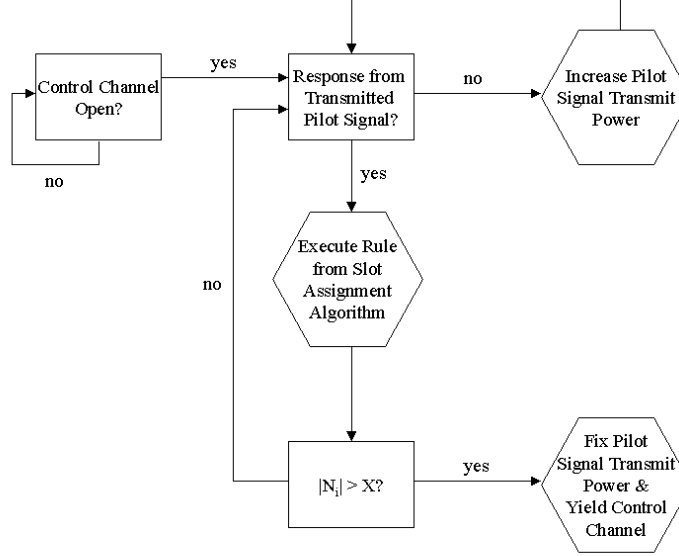 Control Channel
Open?
yes
no
Response from
Transmitted
Pilot Signal?
no
Increase Pilot
Signal Transmit
Power
yes
Execute Rule
from Slot
Assignment
Algorithm
no
|Ni| > X?
yes
Fix Pilot
Signal Transmit
Power &
Yield Control
Channel